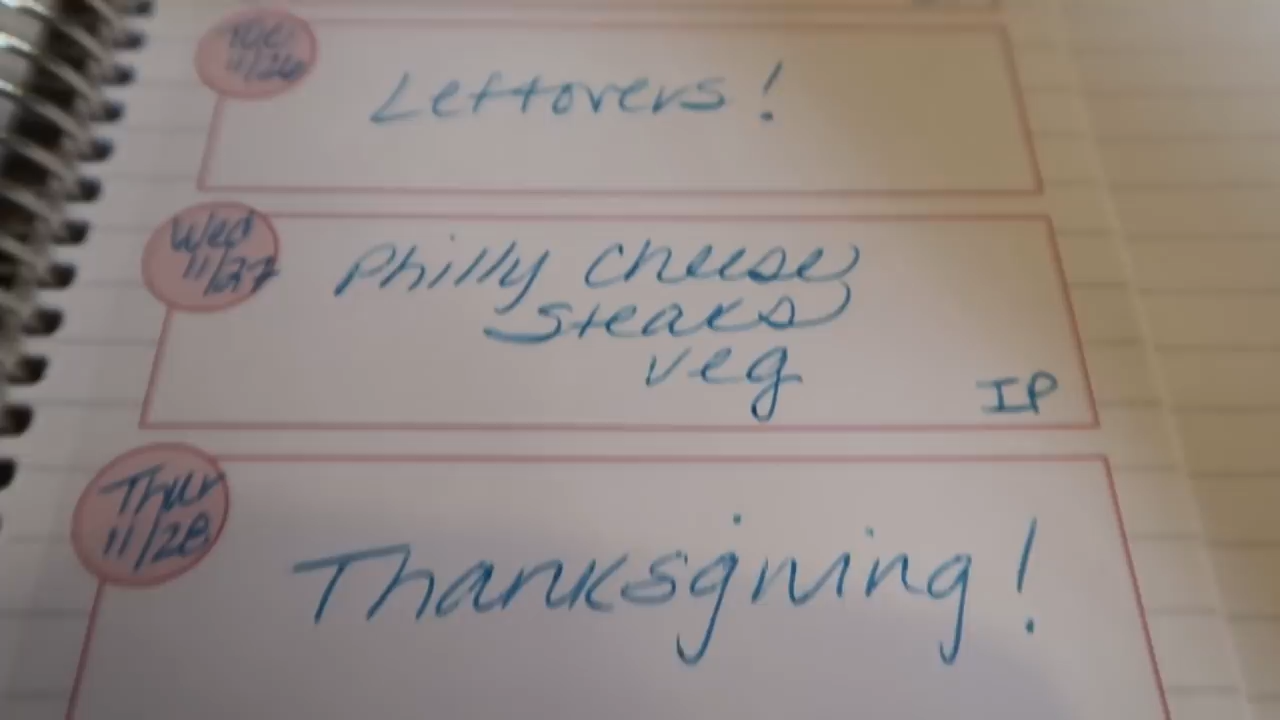 Tue
11/26
Leftovers!
Wed
11/27
Philly Cheese
Steaks
veg
IP
Thur
11/28
Thanksgiving!